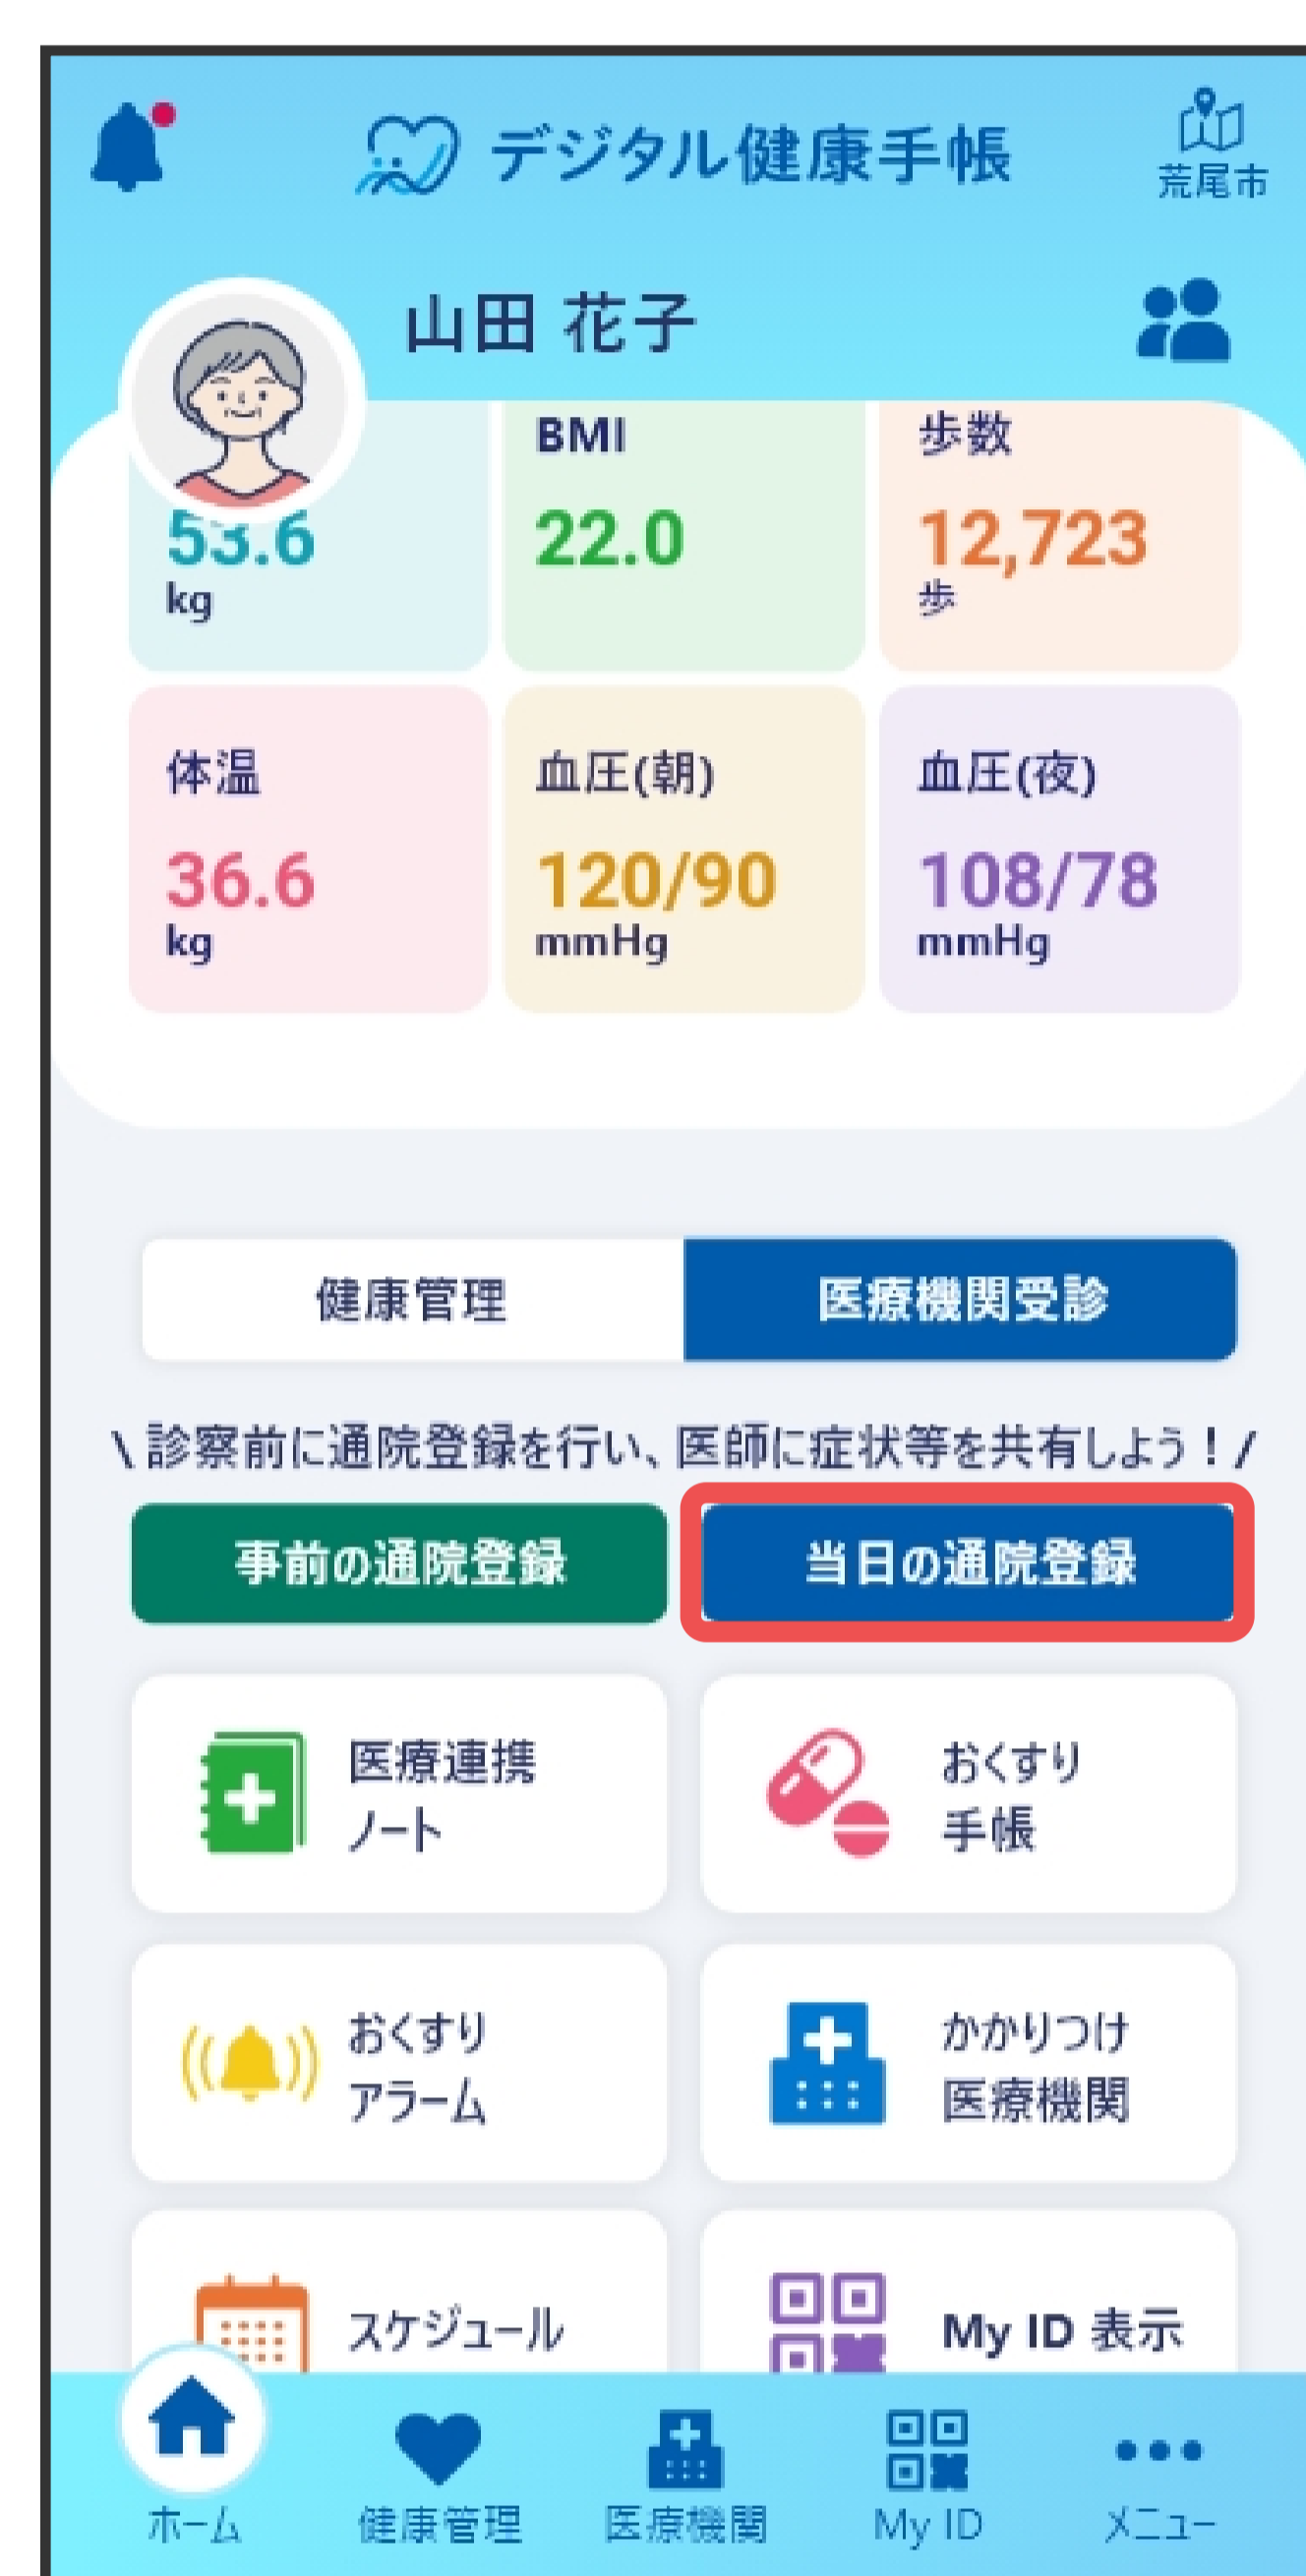 デジタル健康手帳
荒尾市
山田 花子
BMI
歩数
53.6
22.0
12,723
kg
歩
体温
血圧(朝)
血圧(夜)
36.6
120/90
108/78
kg
mmHg
mmHg
健康管理
医療機関受診
\ 診察前に通院登録を行い、医師に症状等を共有しよう！/
事前の通院登録
当日の通院登録
医療連携
ノート
おくすり
手帳
おくすり
アラーム
かかりつけ
医療機関
スケジュール
My ID 表示
ホーム
健康管理
医療機関
My ID
メニュー